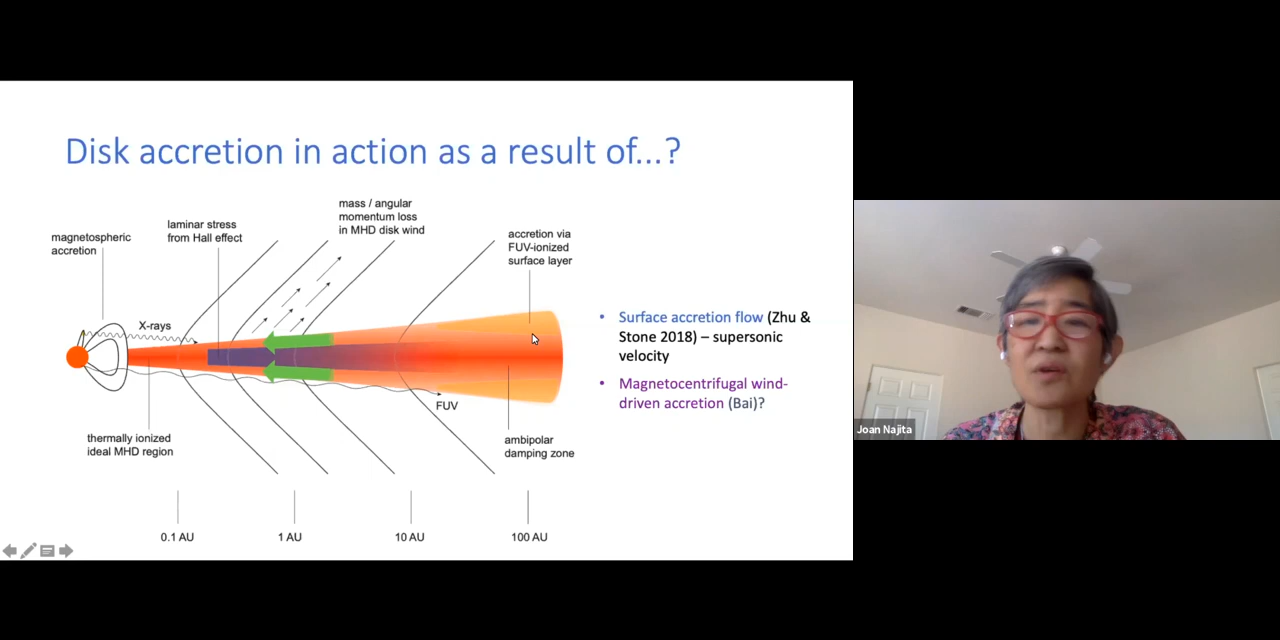 Disk accretion in action as a result of...?
magnetospheric
accretion
laminar stress
from Hall effect
mass / angular
momentum loss
in MHD disk wind
accretion via
FUV-ionized
surface layer
X-rays
FUV
thermally ionized
ideal MHD region
ambipolar
damping zone
0.1 AU
1 AU
10 AU
100 AU
• Surface accretion flow (Zhu &
Stone 2018) – supersonic
velocity
• Magnetocentrifugal wind-
driven accretion (Bai)?
Joan Najita